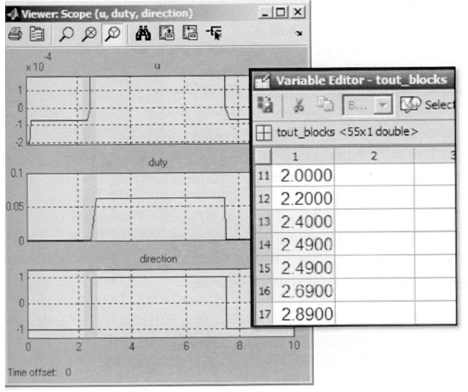 Viewer: Scope (u, duty, direction)
x 10 -4
u
1
0
-1
-2
duty
0.1
0.05
0
direction
1
0
-1
0 2 4 6 8 10
Time offset: 0
Variable Editor - tout_blocks
B...
Selec
tout_blocks <55x1 double>
1 2 3
11 2.0000
12 2.2000
13 2.4000
14 2.4900
15 2.4900
16 2.6900
17 2.8900